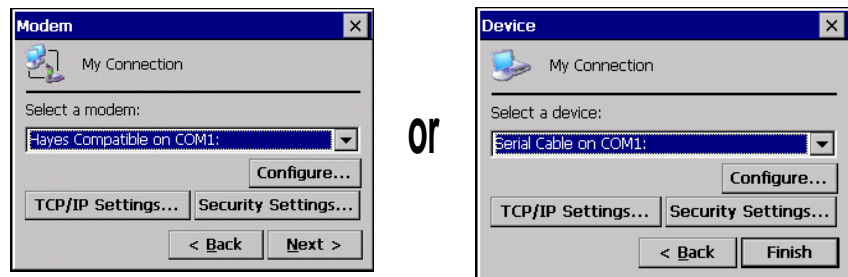 Modem
My Connection
Select a modem:
Hayes Compatible on COM1:
Configure...
TCP/IP Settings... Security Settings...
< Back Next >
or
Device
My Connection
Select a device:
Serial Cable on COM1:
Configure...
TCP/IP Settings... Security Settings...
< Back Finish